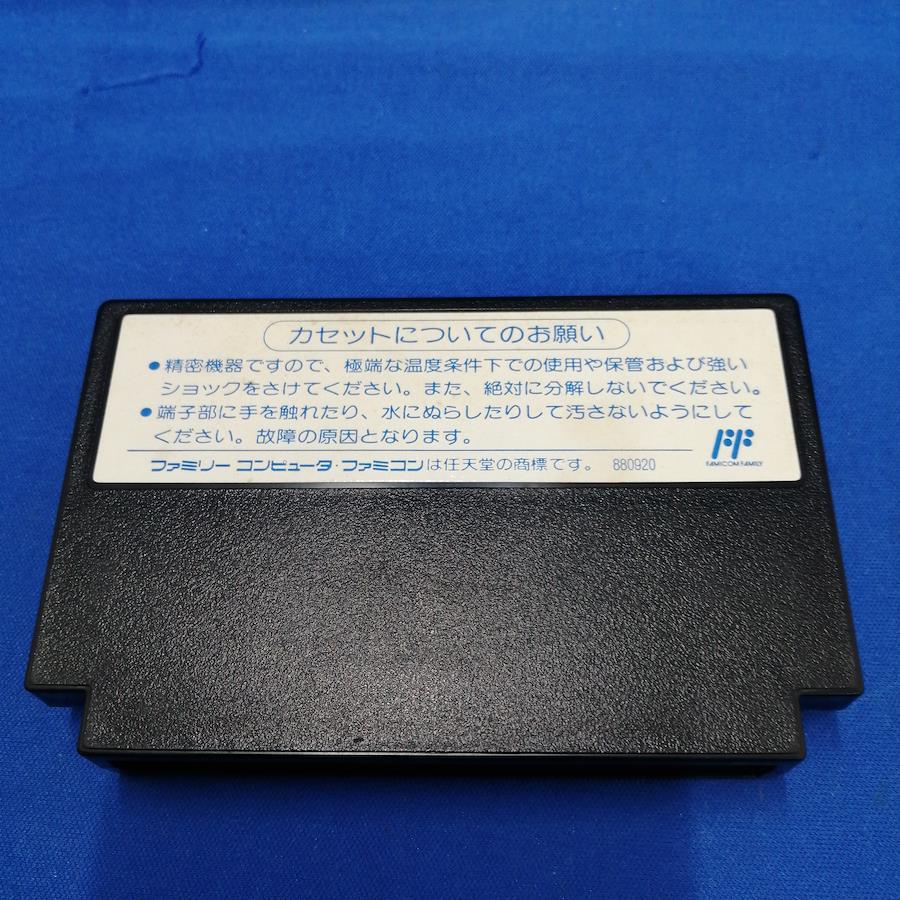 カセットについてのお願い
●精密機器ですので、極端な温度条件下での使用や保管および強い
ショックをさけてください。また、絶対に分解しないでください。
●端子部に手を触れたり、水にぬらしたりして汚さないようにして
ください。故障の原因となります。
ファミリーコンピュータ・ファミコンは任天堂の商標です。 880920
FF
FAMICOM FAMILY